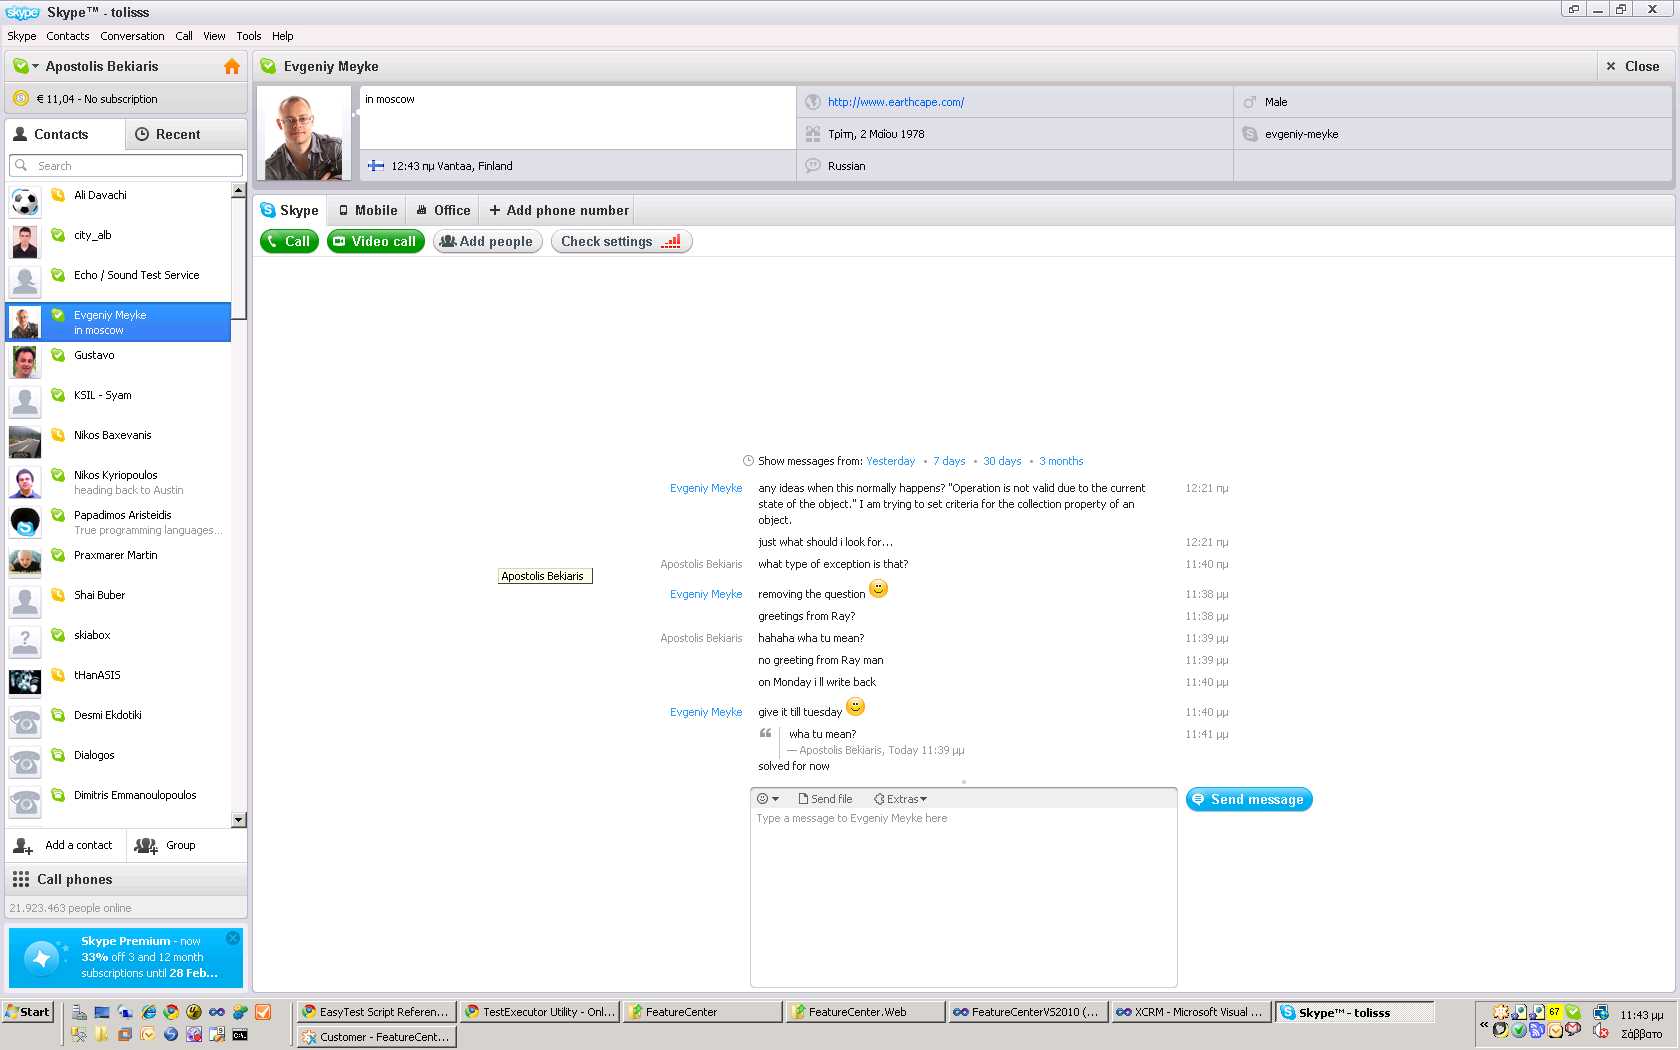 Skype™ - tolisss
Skype Contacts Conversation Call View Tools Help
Apostolis Bekiaris
€ 11,04 - No subscription
Contacts Recent
Search
Ali Davachi
city_alb
Echo / Sound Test Service
Evgeniy Meyke
in moscow
Gustavo
KSIL - Syam
Nikos Baxevanis
Nikos Kyriopoulos
heading back to Austin
Papadimos Aristeidis
True programming languages...
Praxmarer Martin
Shai Buber
skiabox
tHanASIS
Desmi Ekdotiki
Dialogos
Dimitris Emmanoulopoulos
Add a contact Group
Call phones
21.923.463 people online
Skype Premium - now
33% off 3 and 12 month
subscriptions until 28 Feb...
Evgeniy Meyke
Close
in moscow
12:43 πμ Vantaa, Finland
http://www.earthcape.com/
Τρίτη, 2 Μαΐου 1978
Russian
Male
evgeniy-meyke
Skype Mobile Office + Add phone number
Call Video call Add people Check settings
Show messages from: Yesterday • 7 days • 30 days • 3 months
Evgeniy Meyke any ideas when this normally happens? "Operation is not valid due to the current 12:21 πμ
state of the object." I am trying to set criteria for the collection property of an
object.
just what should i look for... 12:21 πμ
Apostolis Bekiaris what type of exception is that? 11:40 πμ
Apostolis Bekiaris
Evgeniy Meyke removing the question 11:38 μμ
greetings from Ray? 11:38 μμ
Apostolis Bekiaris hahaha wha tu mean? 11:39 μμ
no greeting from Ray man 11:39 μμ
on Monday i ll write back 11:40 μμ
Evgeniy Meyke give it till tuesday 11:40 μμ
wha tu mean? 11:41 μμ
— Apostolis Bekiaris, Today 11:39 μμ
solved for now
Send file Extras
Send message
Type a message to Evgeniy Meyke here
Start
EasyTest Script Referen... TestExecutor Utility - Onl... FeatureCenter FeatureCenter.Web FeatureCenterVS2010 (... XCRM - Microsoft Visual ... Skype™ - tolisss
Customer - FeatureCent...
67
11:43 μμ
Σάββατο